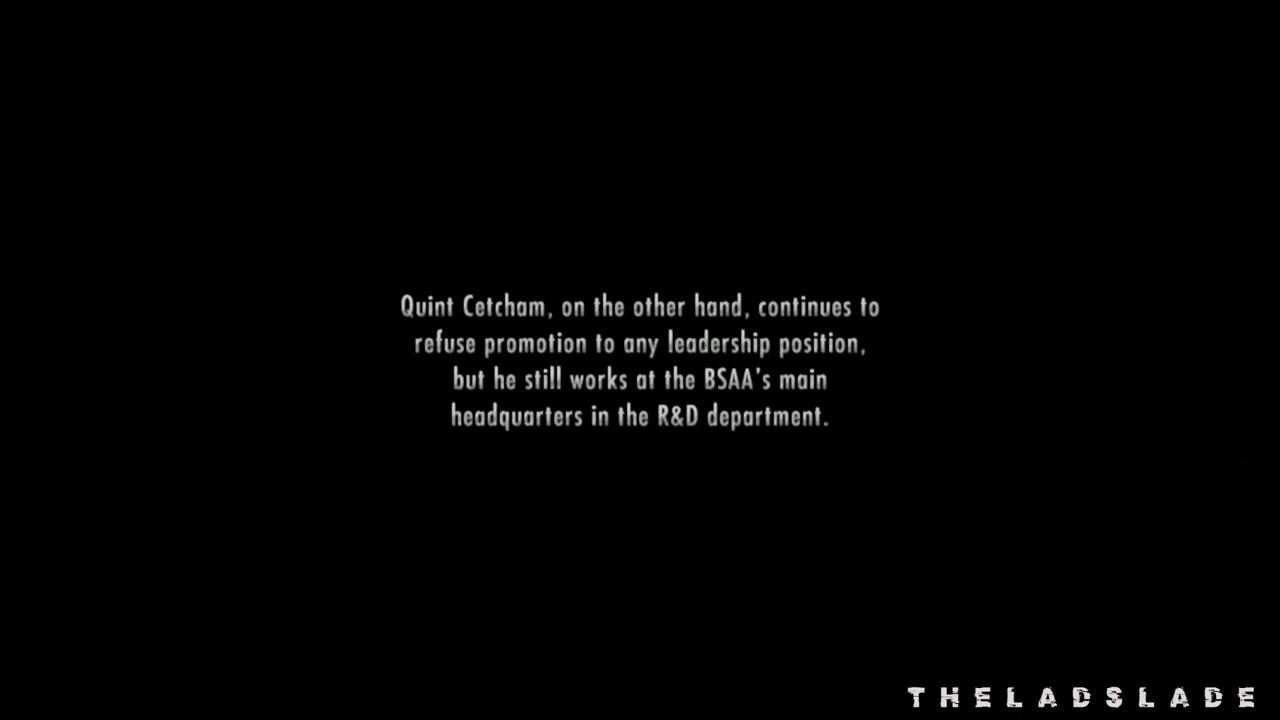 Quint Cetcham, on the other hand, continues to
refuse promotion to any leadership position,
but he still works at the BSAA's main
headquarters in the R&D department.
THELADSLADE